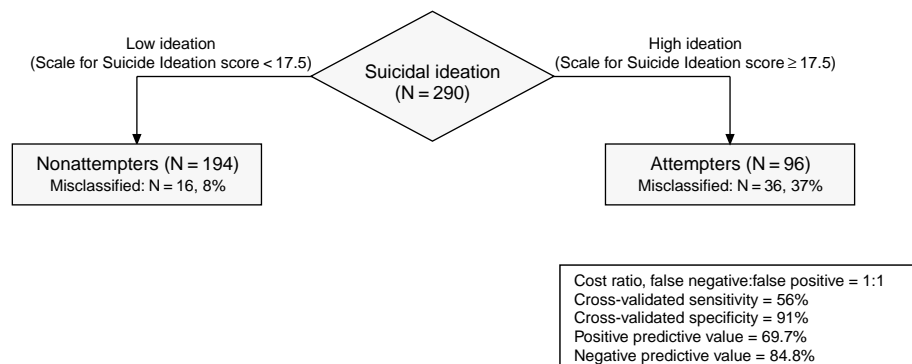 Low ideation
(Scale for Suicide Ideation score < 17.5)
Suicidal ideation
(N = 290)
High ideation
(Scale for Suicide Ideation score ≥ 17.5)
Nonattempters (N = 194)
Misclassified: N = 16, 8%
Attempters (N = 96)
Misclassified: N = 36, 37%
Cost ratio, false negative:false positive = 1:1
Cross-validated sensitivity = 56%
Cross-validated specificity = 91%
Positive predictive value = 69.7%
Negative predictive value = 84.8%